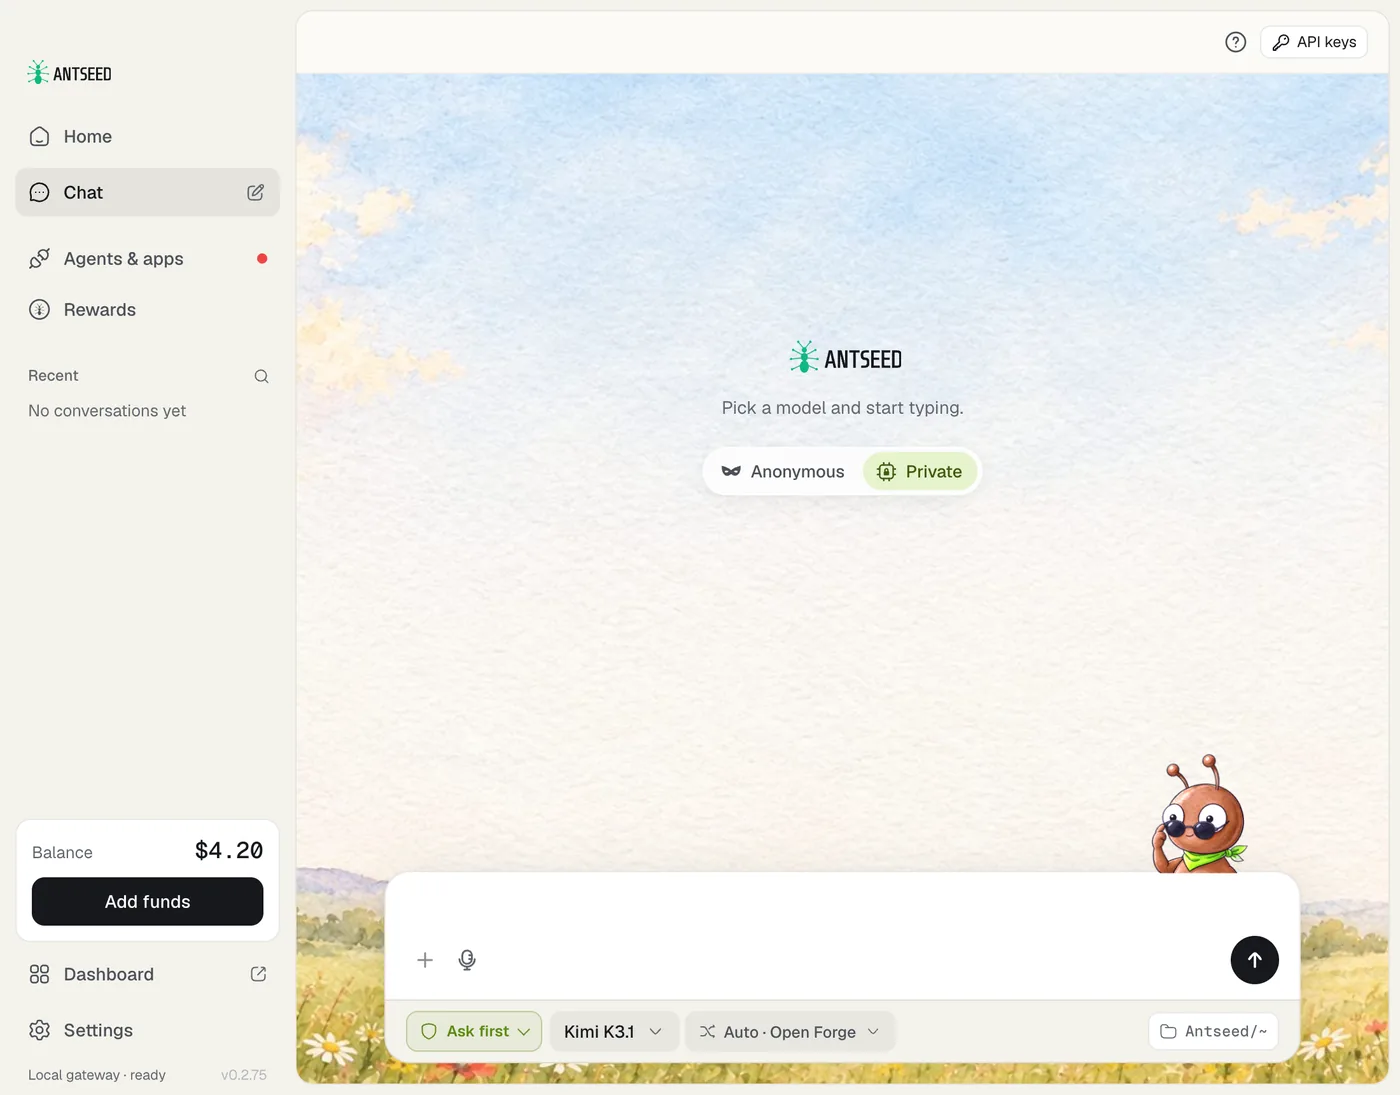 ANTSEED
Home
Chat
Agents & apps
Rewards
Recent
No conversations yet
Balance
$4.20
Add funds
Dashboard
Settings
Local gateway · ready
v0.2.75
API keys
ANTSEED
Pick a model and start typing.
Anonymous
Private
Ask first
Kimi K3.1
Auto · Open Forge
Antseed/~